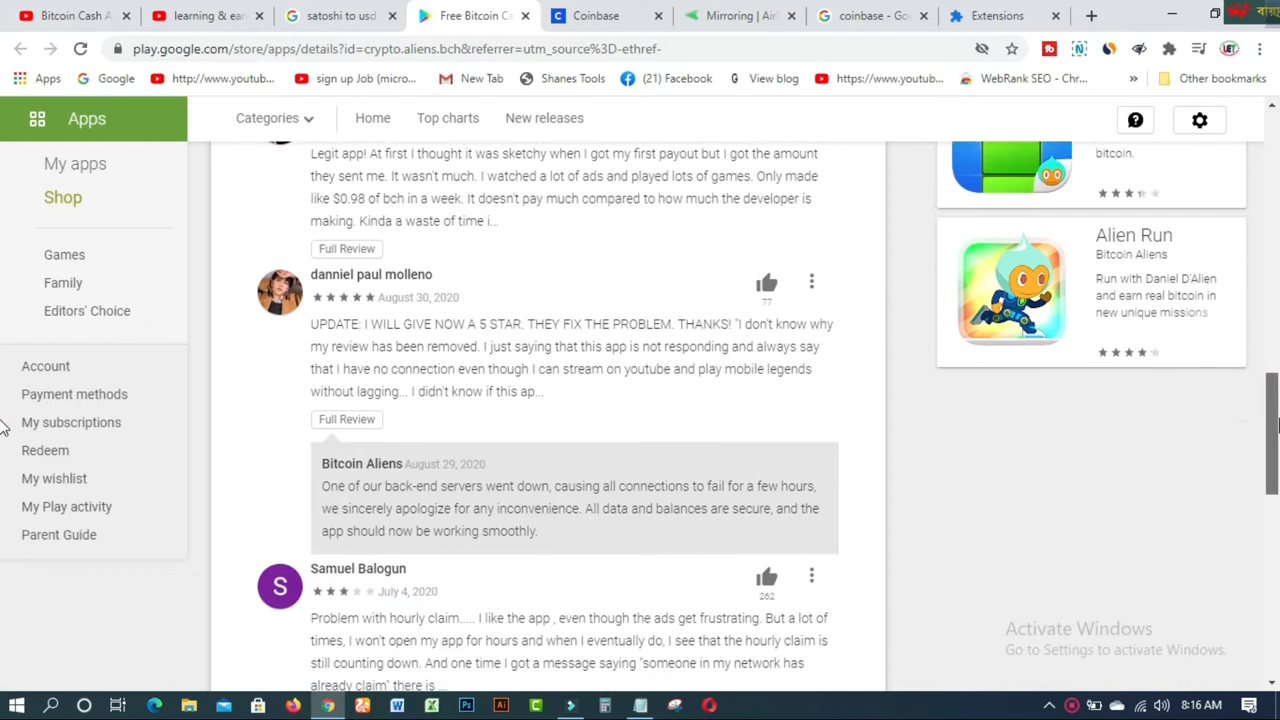 Bitcoin Cash A
learning & ea
satoshi to usd
Free Bitcoin Ca
Coinbase
Mirroring | Airl
coinbase - Goo
Extensions
play.google.com/store/apps/details?id=crypto.aliens.bch&referrer=utm_source%3D-ethref-
Apps
Google
http://www.youtub...
sign up Job (micro...
New Tab
Shanes Tools
(21) Facebook
View blog
https://www.youtub...
WebRank SEO - Chr...
»
Other bookmarks
Apps
Categories
Home
Top charts
New releases
My apps
Shop
Games
Family
Editors' Choice
Account
Payment methods
My subscriptions
Redeem
My wishlist
My Play activity
Parent Guide
Legit app! At first I thought it was sketchy when I got my first payout but I got the amount
they sent me. It wasn't much. I watched a lot of ads and played lots of games. Only made
like $0.98 of bch in a week. It doesn't pay much compared to how much the developer is
making. Kinda a waste of time i...
Full Review
danniel paul molleno
August 30, 2020
77
UPDATE: I WILL GIVE NOW A 5 STAR. THEY FIX THE PROBLEM. THANKS! "I don't know why
my review has been removed. I just saying that this app is not responding and always say
that I have no connection even though I can stream on youtube and play mobile legends
without lagging... I didn't know if this ap...
Full Review
Bitcoin Aliens August 29, 2020
One of our back-end servers went down, causing all connections to fail for a few hours,
we sincerely apologize for any inconvenience. All data and balances are secure, and the
app should now be working smoothly.
S
Samuel Balogun
July 4, 2020
262
Problem with hourly claim..... I like the app , even though the ads get frustrating. But a lot of
times, I won't open my app for hours and when I eventually do, I see that the hourly claim is
still counting down. And one time I got a message saying "someone in my network has
already claim" there is ...
bitcoin.
Alien Run
Bitcoin Aliens
Run with Daniel D'Alien
and earn real bitcoin in
new unique missions
Activate Windows
Go to Settings to activate Windows.
8:16 AM